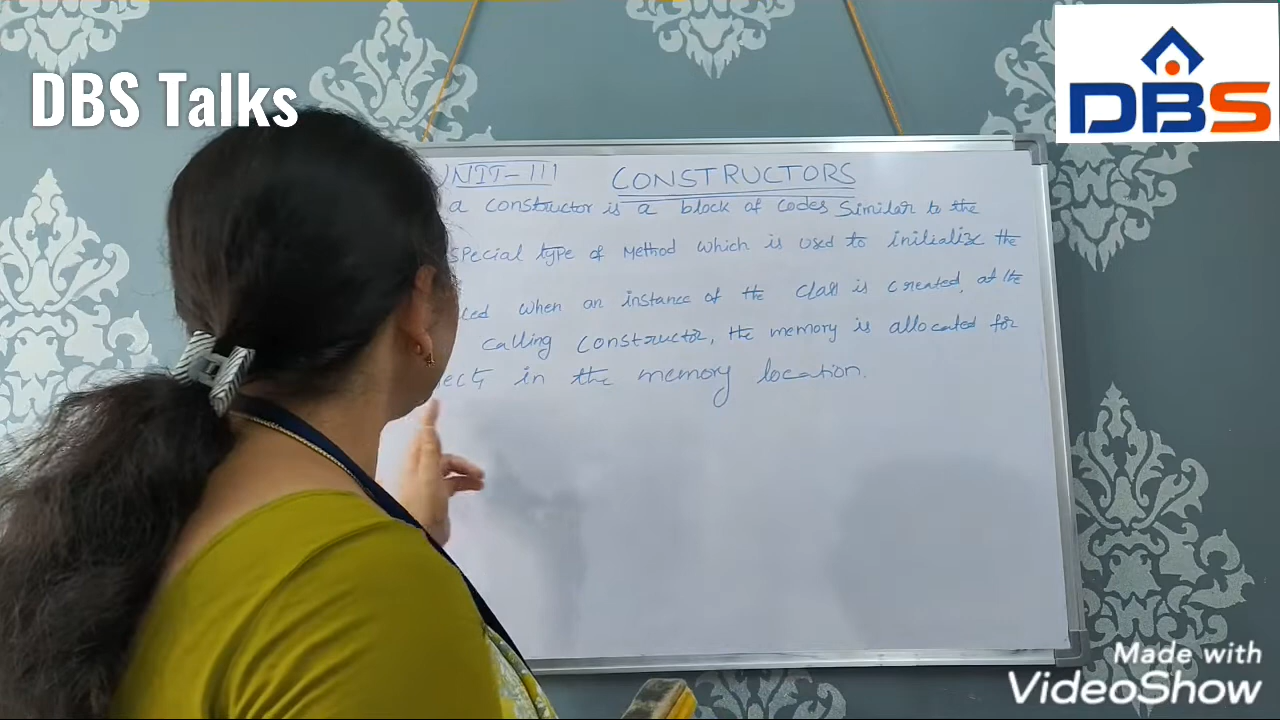 DBS Talks
DBS
UNIT-III CONSTRUCTORS
a constructor is a block of codes similar to the
special type of method which is used to initialize the
when an instance of the class is created, at the
calling constructor, the memory is allocated for
in the memory location.
Made with
VideoShow